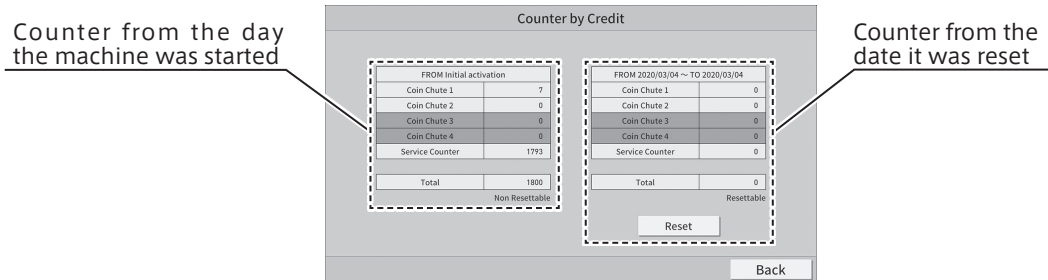 Counter by Credit
Counter from the day
the machine was started
Counter from the
date it was reset
FROM Initial activation
Coin Chute 1 7
Coin Chute 2 0
Coin Chute 3 0
Coin Chute 4 0
Service Counter 1793
Total 1800
Non Resettable
FROM 2020/03/04 ~ TO 2020/03/04
Coin Chute 1 0
Coin Chute 2 0
Coin Chute 3 0
Coin Chute 4 0
Service Counter 0
Total 0
Resettable
Reset
Back